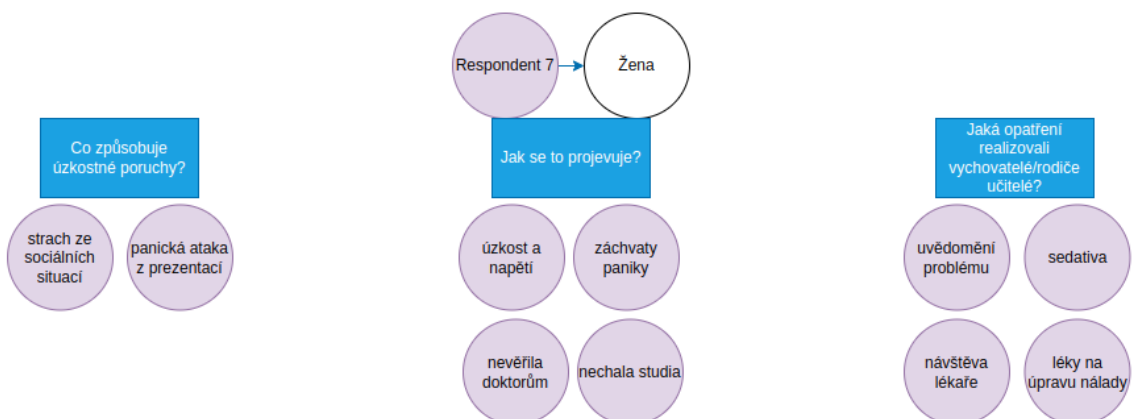 Respondent 7
Žena
Co způsobuje
úzkostné poruchy?
strach ze
sociálních
situací
panická ataka
z prezentací
Jak se to projevuje?
úzkost a
napětí
záchvaty
paniky
nevěřila
doktorům
nechala studia
Jaká opatření
realizovali
vychovatelé/rodiče
učitelé?
uvědomění
problému
sedativa
návštěva
lékaře
léky na
úpravu nálady